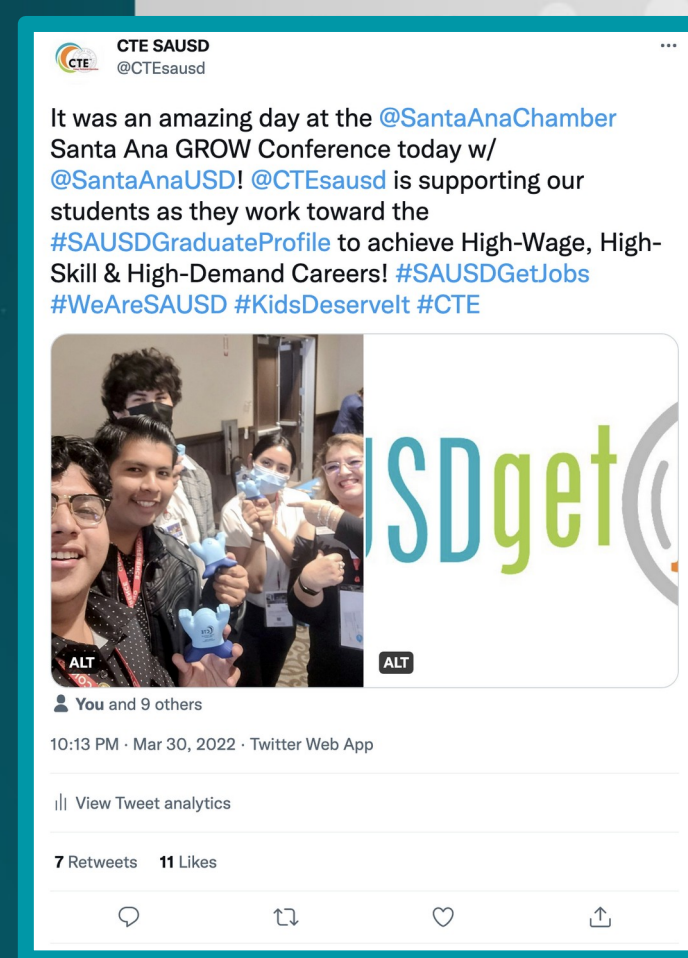 CTE
CTE SAUSD
@CTEsausd
It was an amazing day at the @SantaAnaChamber
Santa Ana GROW Conference today w/
@SantaAnaUSD! @CTEsausd is supporting our
students as they work toward the
#SAUSDGraduateProfile to achieve High-Wage, High-
Skill & High-Demand Careers! #SAUSDGetJobs
#WeAreSAUSD #KidsDeserveIt #CTE
USDget
ALT
ALT
You and 9 others
10:13 PM · Mar 30, 2022 · Twitter Web App
View Tweet analytics
7 Retweets 11 Likes